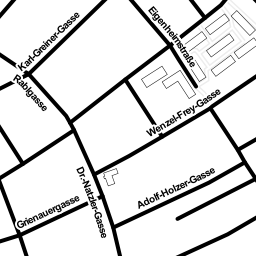 Karl-Greiner-Gasse
Eigenheimstraße
Rablgasse
Wenzel-Frey-Gasse
Dr.-Natzler-Gasse
Adolf-Holzer-Gasse
Grienauergasse